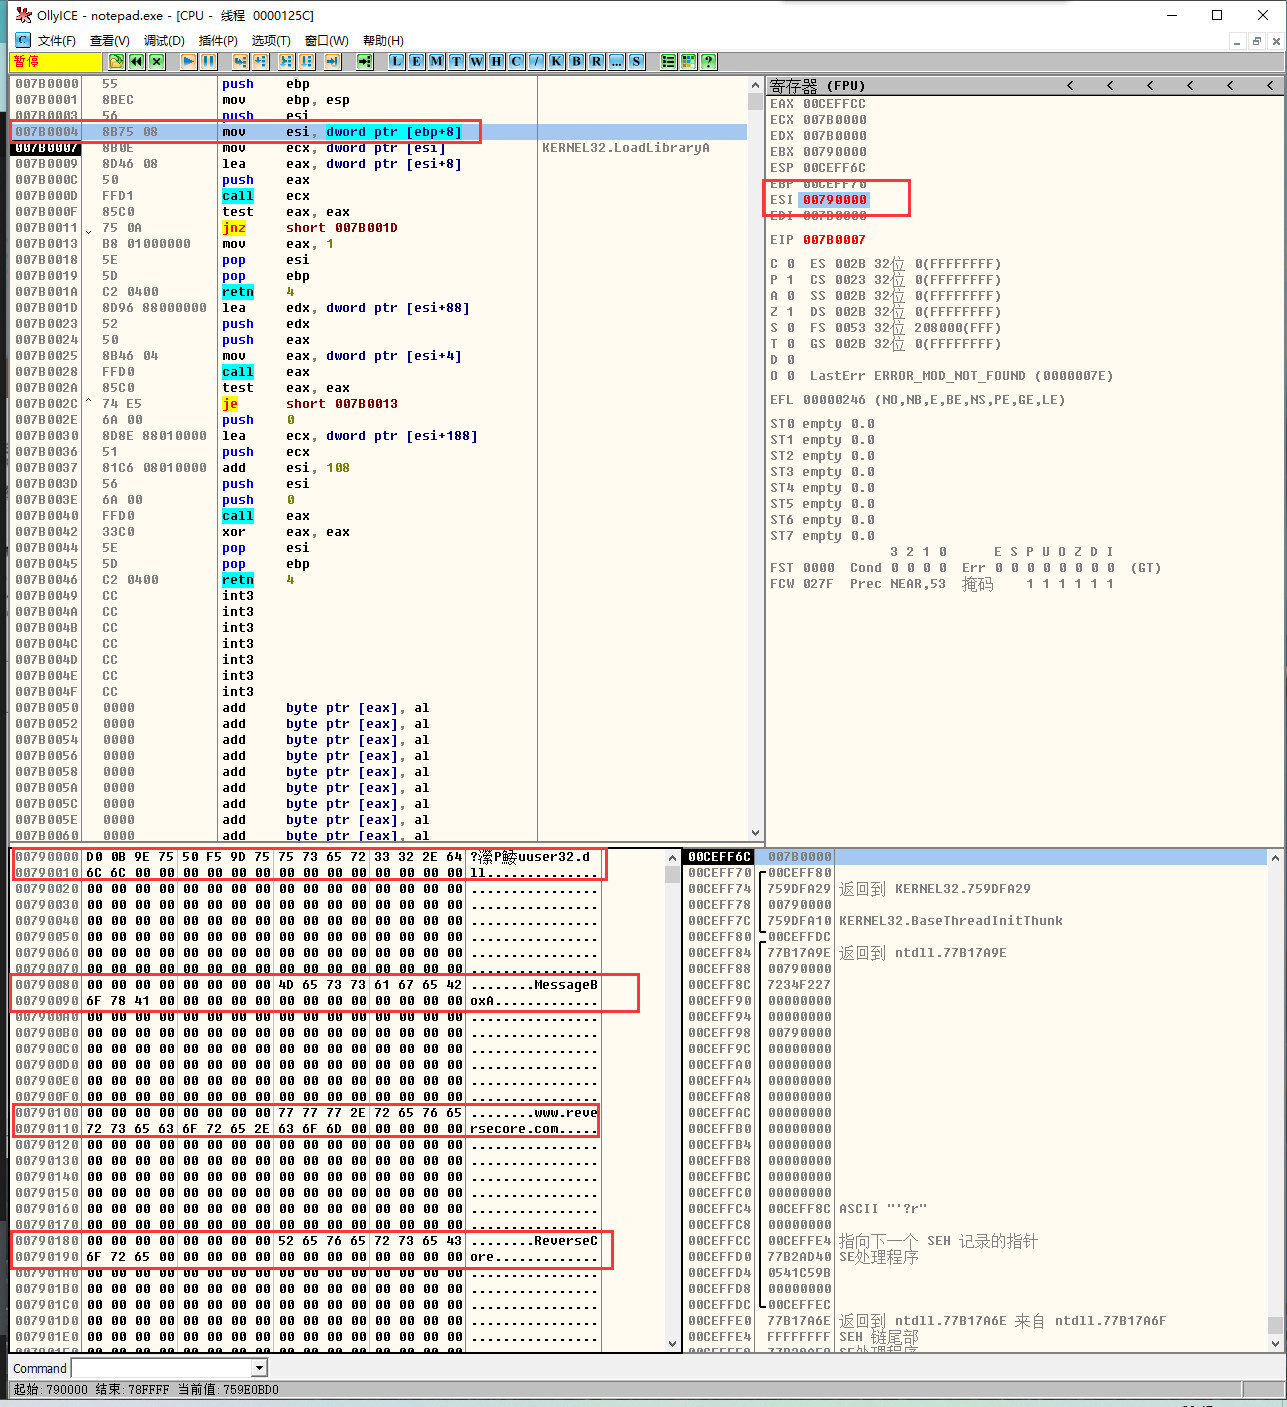 OllyICE - notepad.exe - [CPU - 线程 0000125C]
文件(F) 查看(V) 调试(D) 插件(P) 选项(T) 窗口(W) 帮助(H)
暂停 L E M T W H C / K B R ... S ?
007B0000 55 push ebp
007B0001 8BEC mov ebp, esp
007B0003 56 push esi
007B0004 8B75 08 mov esi, dword ptr [ebp+8]
007B0007 8B0E mov ecx, dword ptr [esi] KERNEL32.LoadLibraryA
007B0009 8D46 08 lea eax, dword ptr [esi+8]
007B000C 50 push eax
007B000D FFD1 call ecx
007B000F 85C0 test eax, eax
007B0011 75 0A jnz short 007B001D
007B0013 B8 01000000 mov eax, 1
007B0018 5E pop esi
007B0019 5D pop ebp
007B001A C2 0400 retn 4
007B001D 8D96 88000000 lea edx, dword ptr [esi+88]
007B0023 52 push edx
007B0024 50 push eax
007B0025 8B46 04 mov eax, dword ptr [esi+4]
007B0028 FFD0 call eax
007B002A 85C0 test eax, eax
007B002C 74 E5 je short 007B0013
007B002E 6A 00 push 0
007B0030 8D8E 88010000 lea ecx, dword ptr [esi+188]
007B0036 51 push ecx
007B0037 81C6 08010000 add esi, 108
007B003D 56 push esi
007B003E 6A 00 push 0
007B0040 FFD0 call eax
007B0042 33C0 xor eax, eax
007B0044 5E pop esi
007B0045 5D pop ebp
007B0046 C2 0400 retn 4
007B0049 CC int3
007B004A CC int3
007B004B CC int3
007B004C CC int3
007B004D CC int3
007B004E CC int3
007B004F CC int3
007B0050 0000 add byte ptr [eax], al
007B0052 0000 add byte ptr [eax], al
007B0054 0000 add byte ptr [eax], al
007B0056 0000 add byte ptr [eax], al
007B0058 0000 add byte ptr [eax], al
007B005A 0000 add byte ptr [eax], al
007B005C 0000 add byte ptr [eax], al
007B005E 0000 add byte ptr [eax], al
007B0060 0000 add byte ptr [eax], al
寄存器 (FPU) < < < < < <
EAX 00CEFFCC
ECX 007B0000
EDX 007B0000
EBX 00790000
ESP 00CEFF6C
EBP 00CEFF70
ESI 00790000
EDI 007B0000
EIP 007B0007
C 0 ES 002B 32位 0(FFFFFFFF)
P 1 CS 0023 32位 0(FFFFFFFF)
A 0 SS 002B 32位 0(FFFFFFFF)
Z 1 DS 002B 32位 0(FFFFFFFF)
S 0 FS 0053 32位 208000(FFF)
T 0 GS 002B 32位 0(FFFFFFFF)
D 0
O 0 LastErr ERROR_MOD_NOT_FOUND (0000007E)
EFL 00000246 (NO,NB,E,BE,NS,PE,GE,LE)
ST0 empty 0.0
ST1 empty 0.0
ST2 empty 0.0
ST3 empty 0.0
ST4 empty 0.0
ST5 empty 0.0
ST6 empty 0.0
ST7 empty 0.0
3 2 1 0 E S P U O Z D I
FST 0000 Cond 0 0 0 0 Err 0 0 0 0 0 0 0 0 (GT)
FCW 027F Prec NEAR,53 掩码 1 1 1 1 1 1
00790000 D0 0B 9E 75 50 F5 9D 75 75 73 65 72 33 32 2E 64 uuser32.d
00790010 6C 6C 00 00 00 00 00 00 00 00 00 00 00 00 00 00 ll..............
00790020 00 00 00 00 00 00 00 00 00 00 00 00 00 00 00 00 ................
00790030 00 00 00 00 00 00 00 00 00 00 00 00 00 00 00 00 ................
00790040 00 00 00 00 00 00 00 00 00 00 00 00 00 00 00 00 ................
00790050 00 00 00 00 00 00 00 00 00 00 00 00 00 00 00 00 ................
00790060 00 00 00 00 00 00 00 00 00 00 00 00 00 00 00 00 ................
00790070 00 00 00 00 00 00 00 00 00 00 00 00 00 00 00 00 ................
00790080 00 00 00 00 00 00 00 00 4D 65 73 73 61 67 65 42 ........MessageB
00790090 6F 78 41 00 00 00 00 00 00 00 00 00 00 00 00 00 oxA.............
007900A0 00 00 00 00 00 00 00 00 00 00 00 00 00 00 00 00 ................
007900B0 00 00 00 00 00 00 00 00 00 00 00 00 00 00 00 00 ................
007900C0 00 00 00 00 00 00 00 00 00 00 00 00 00 00 00 00 ................
007900D0 00 00 00 00 00 00 00 00 00 00 00 00 00 00 00 00 ................
007900E0 00 00 00 00 00 00 00 00 00 00 00 00 00 00 00 00 ................
007900F0 00 00 00 00 00 00 00 00 00 00 00 00 00 00 00 00 ................
00790100 00 00 00 00 00 00 00 00 77 77 77 2E 72 65 76 65 ........www.reve
00790110 72 73 65 63 6F 72 65 2E 63 6F 6D 00 00 00 00 00 rsecore.com.....
00790120 00 00 00 00 00 00 00 00 00 00 00 00 00 00 00 00 ................
00790130 00 00 00 00 00 00 00 00 00 00 00 00 00 00 00 00 ................
00790140 00 00 00 00 00 00 00 00 00 00 00 00 00 00 00 00 ................
00790150 00 00 00 00 00 00 00 00 00 00 00 00 00 00 00 00 ................
00790160 00 00 00 00 00 00 00 00 00 00 00 00 00 00 00 00 ................
00790170 00 00 00 00 00 00 00 00 00 00 00 00 00 00 00 00 ................
00790180 00 00 00 00 00 00 00 00 52 65 76 65 72 73 65 43 ........ReverseC
00790190 6F 72 65 00 00 00 00 00 00 00 00 00 00 00 00 00 ore.............
007901A0 00 00 00 00 00 00 00 00 00 00 00 00 00 00 00 00 ................
007901B0 00 00 00 00 00 00 00 00 00 00 00 00 00 00 00 00 ................
007901C0 00 00 00 00 00 00 00 00 00 00 00 00 00 00 00 00 ................
007901D0 00 00 00 00 00 00 00 00 00 00 00 00 00 00 00 00 ................
007901E0 00 00 00 00 00 00 00 00 00 00 00 00 00 00 00 00 ................
00CEFF6C 007B0000
00CEFF70 00CEFF80
00CEFF74 759DFA29 返回到 KERNEL32.759DFA29
00CEFF78 00790000
00CEFF7C 759DFA10 KERNEL32.BaseThreadInitThunk
00CEFF80 00CEFFDC
00CEFF84 77B17A9E 返回到 ntdll.77B17A9E
00CEFF88 00790000
00CEFF8C 7234F227
00CEFF90 00000000
00CEFF94 00000000
00CEFF98 00790000
00CEFF9C 00000000
00CEFFA0 00000000
00CEFFA4 00000000
00CEFFA8 00000000
00CEFFAC 00000000
00CEFFB0 00000000
00CEFFB4 00000000
00CEFFB8 00000000
00CEFFBC 00000000
00CEFFC0 00000000
00CEFFC4 00CEFF8C ASCII "'?r"
00CEFFC8 00000000
00CEFFCC 00CEFFE4 指向下一个 SEH 记录的指针
00CEFFD0 77B2AD40 SE处理程序
00CEFFD4 0541C59B
00CEFFD8 00000000
00CEFFDC 00CEFFEC
00CEFFE0 77B17A6E 返回到 ntdll.77B17A6E 来自 ntdll.77B17A6F
00CEFFE4 FFFFFFFF SEH 链尾部
Command
起始:790000 结束:78FFFF 当前值:759E0BD0